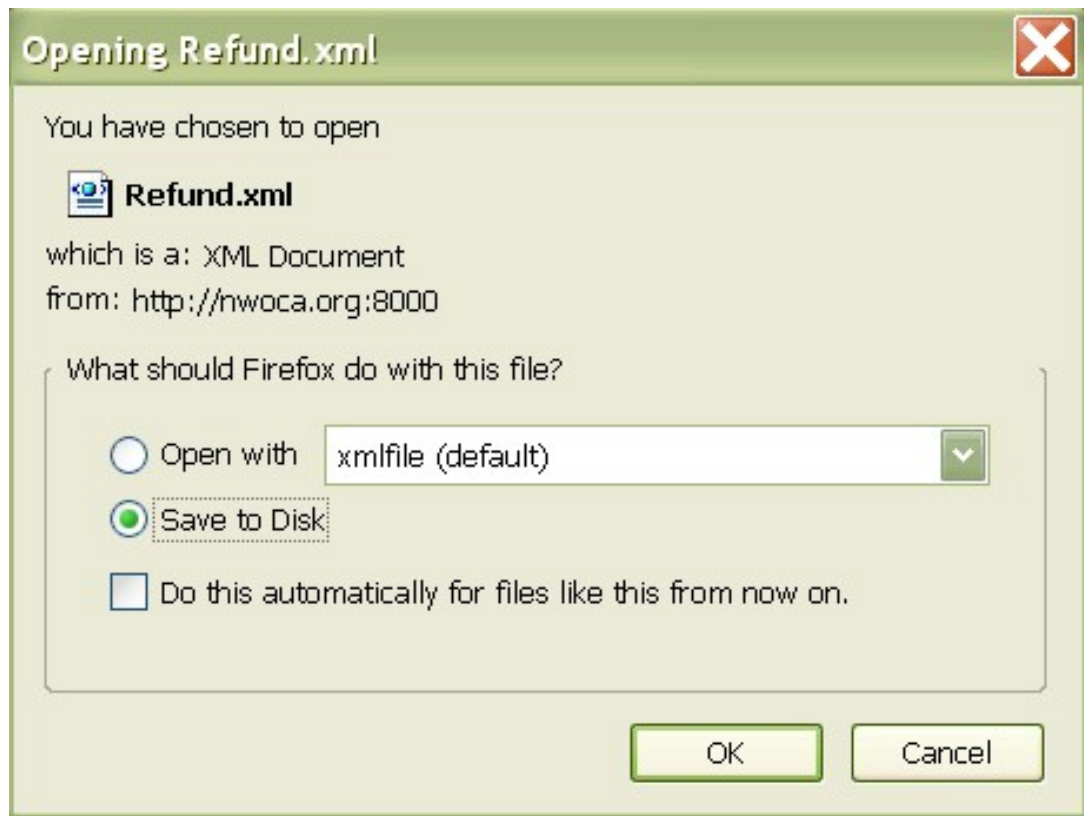 Opening Refund.xml
You have chosen to open
Refund.xml
which is a: XML Document
from: http://nwoca.org:8000
What should Firefox do with this file?
Open with xmlfile (default)
Save to Disk
Do this automatically for files like this from now on.
OK Cancel